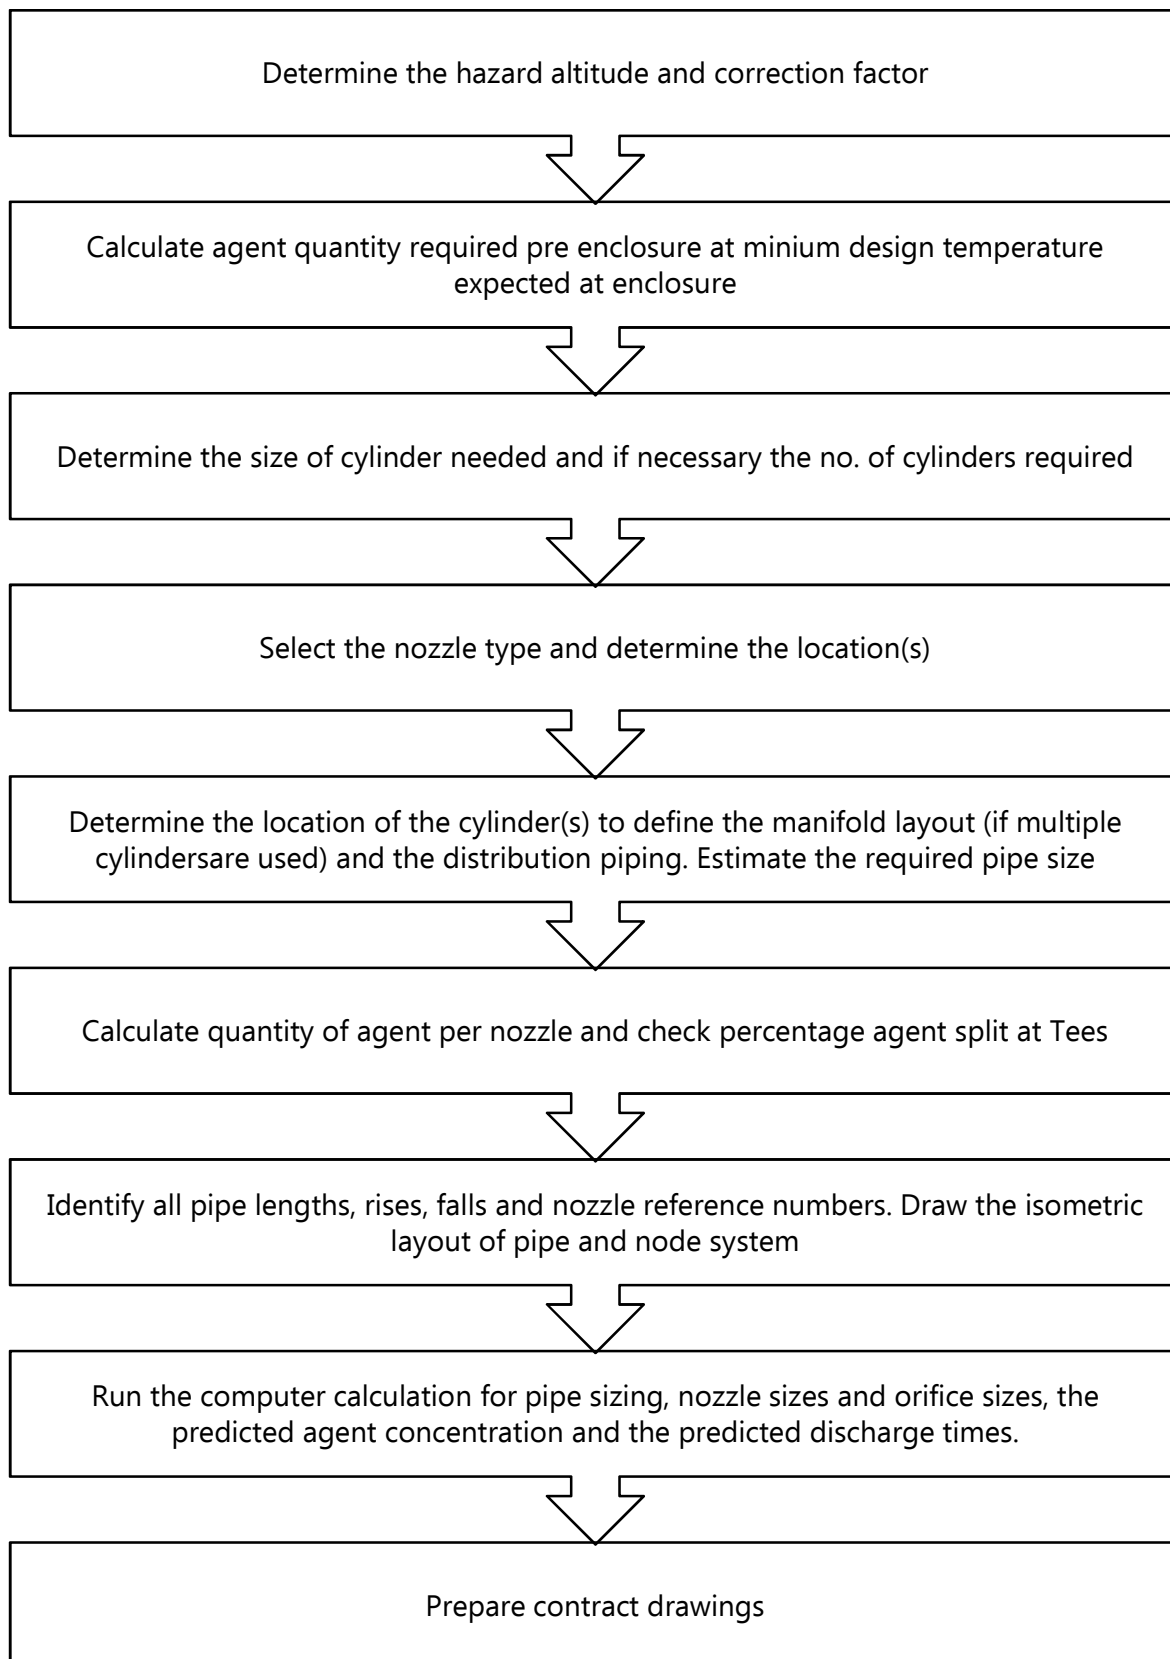 Determine the hazard altitude and correction factor
Calculate agent quantity required pre enclosure at minium design temperature
expected at enclosure
Determine the size of cylinder needed and if necessary the no. of cylinders required
Select the nozzle type and determine the location(s)
Determine the location of the cylinder(s) to define the manifold layout (if multiple
cylindersare used) and the distribution piping. Estimate the required pipe size
Calculate quantity of agent per nozzle and check percentage agent split at Tees
Identify all pipe lengths, rises, falls and nozzle reference numbers. Draw the isometric
layout of pipe and node system
Run the computer calculation for pipe sizing, nozzle sizes and orifice sizes, the
predicted agent concentration and the predicted discharge times.
Prepare contract drawings